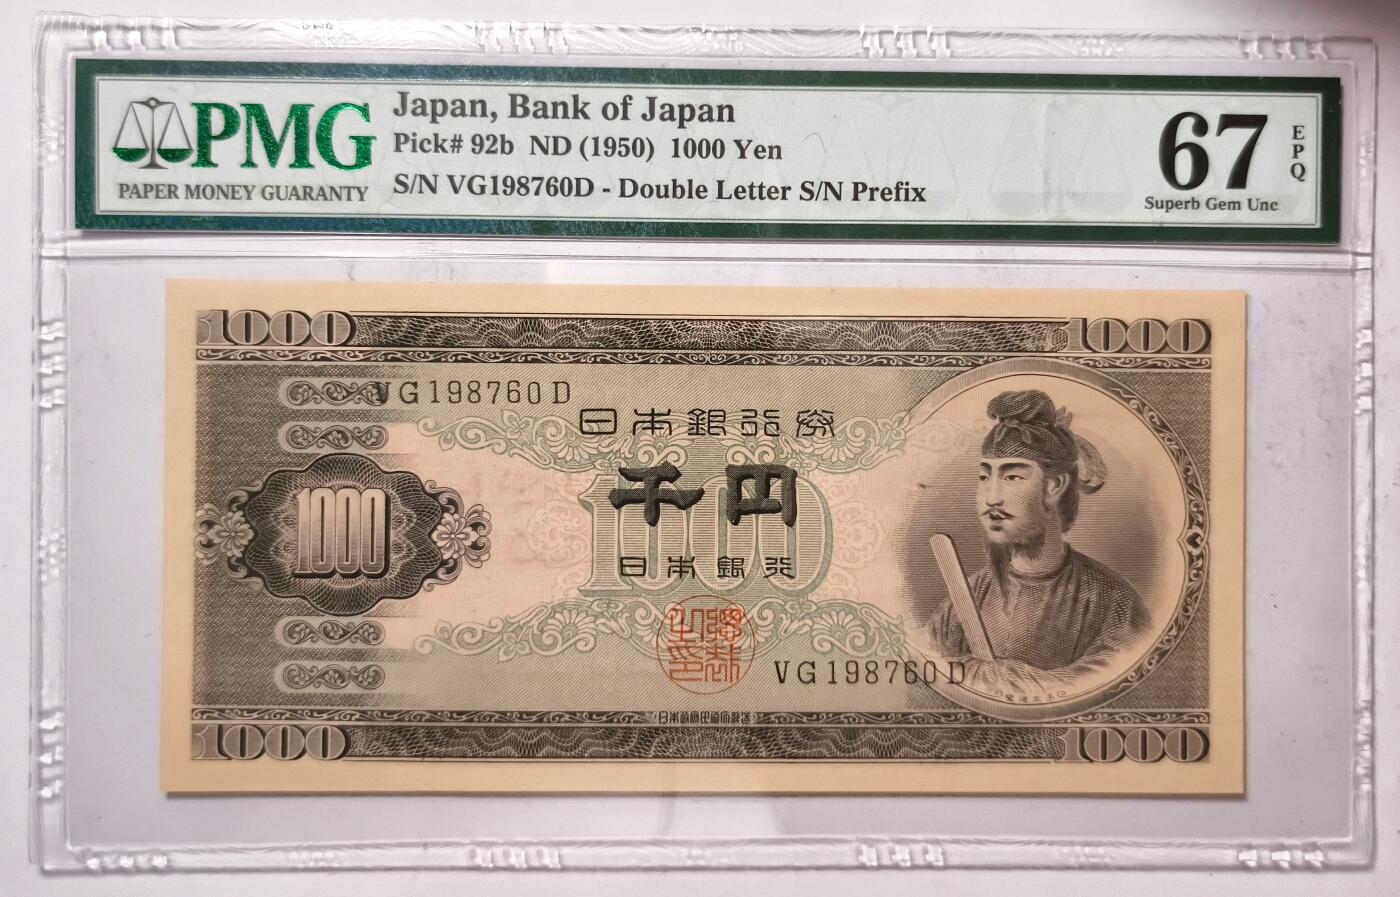 PMG
PAPER MONEY GUARANTY
Japan, Bank of Japan
Pick# 92b ND (1950) 1000 Yen
S/N VG198760D - Double Letter S/N Prefix
67
EPQ
Superb Gem Unc
1000 1000
VG198760D
日本銀行券
千円
1000
1000
日本銀行
VG198760D
1000 1000